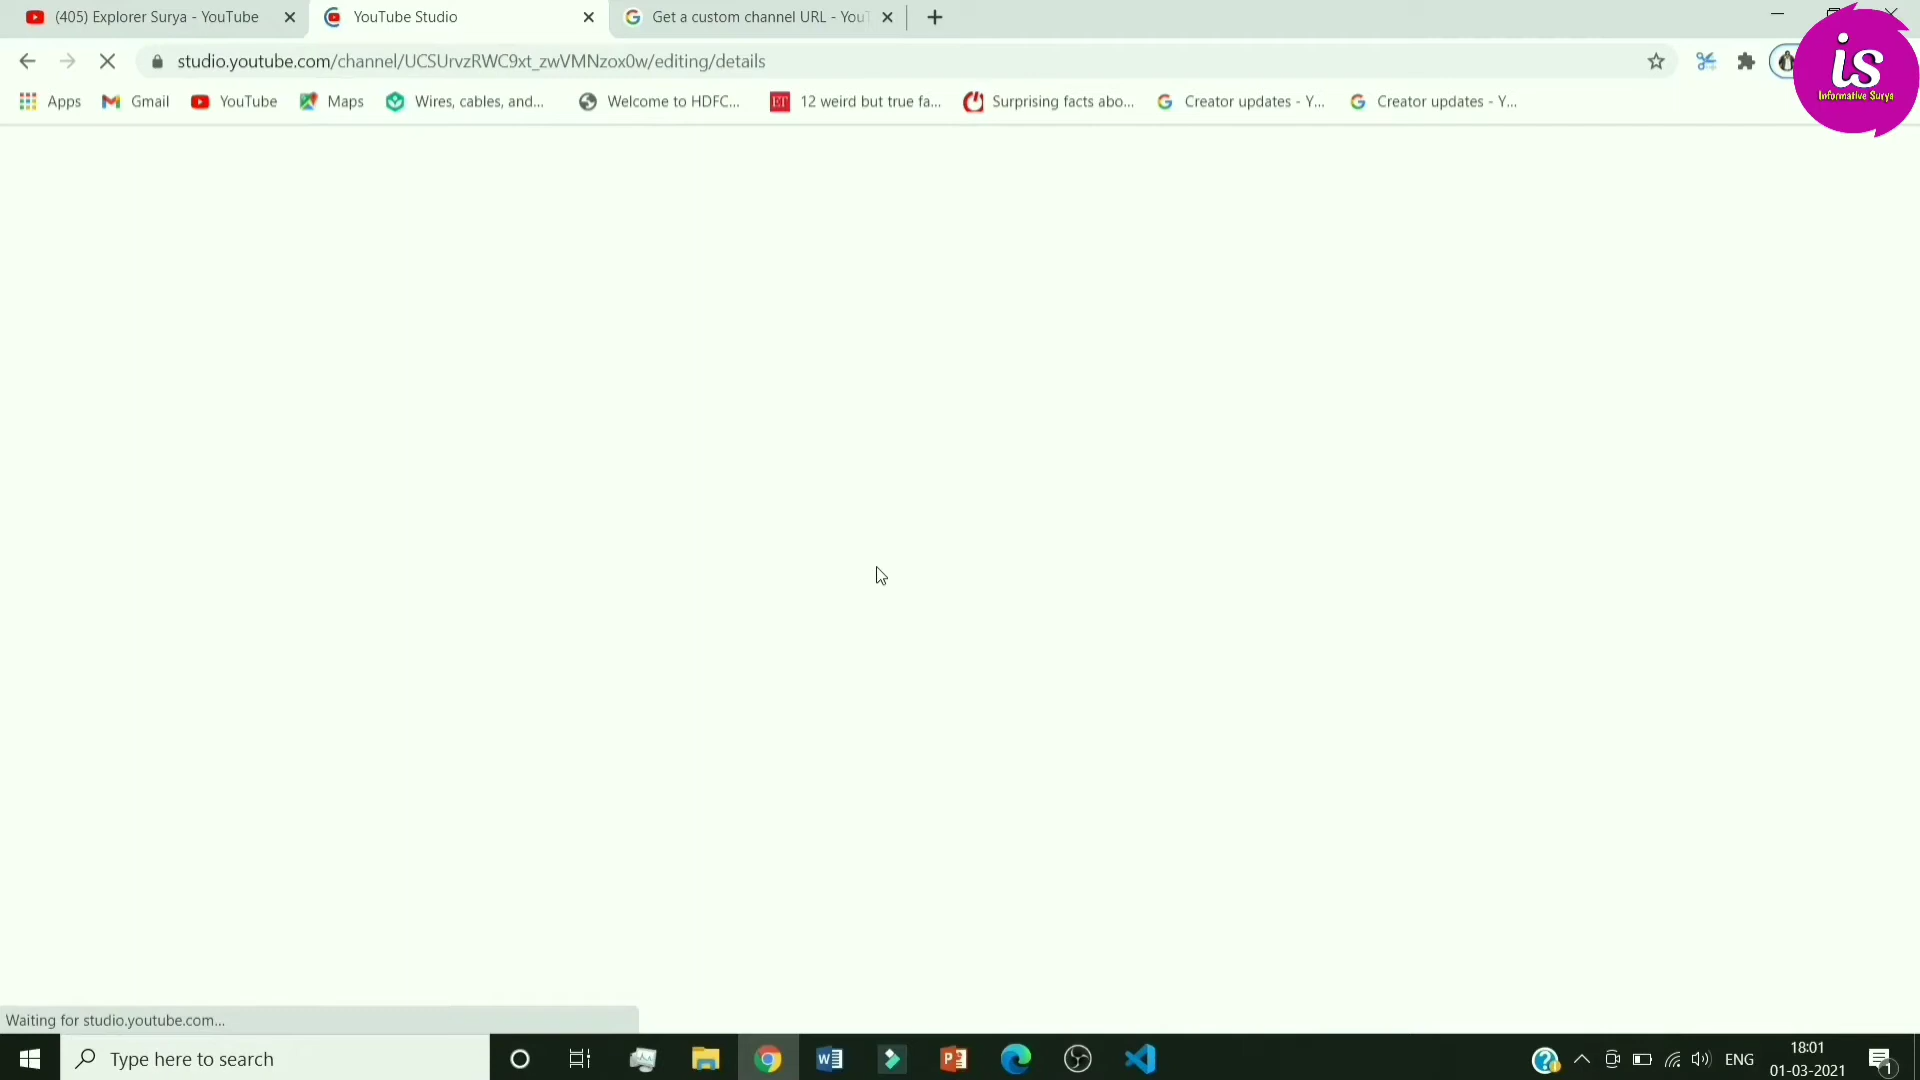 (405) Explorer Surya - YouTube
YouTube Studio
Get a custom channel URL - You
studio.youtube.com/channel/UCSUrvzRWC9xt_zwVMNzox0w/editing/details
Apps
Gmail
YouTube
Maps
Wires, cables, and...
Welcome to HDFC...
ET
12 weird but true fa...
Surprising facts abo...
Creator updates - Y...
Creator updates - Y...
is
Informative Surya
Waiting for studio.youtube.com...
Type here to search
ENG
18:01
01-03-2021
1